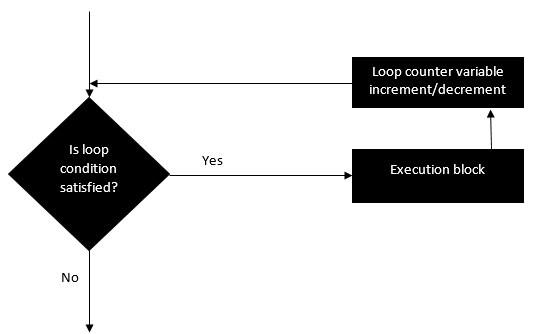 Loop counter variable
increment/decrement
Is loop
condition
satisfied?
Yes
Execution block
No